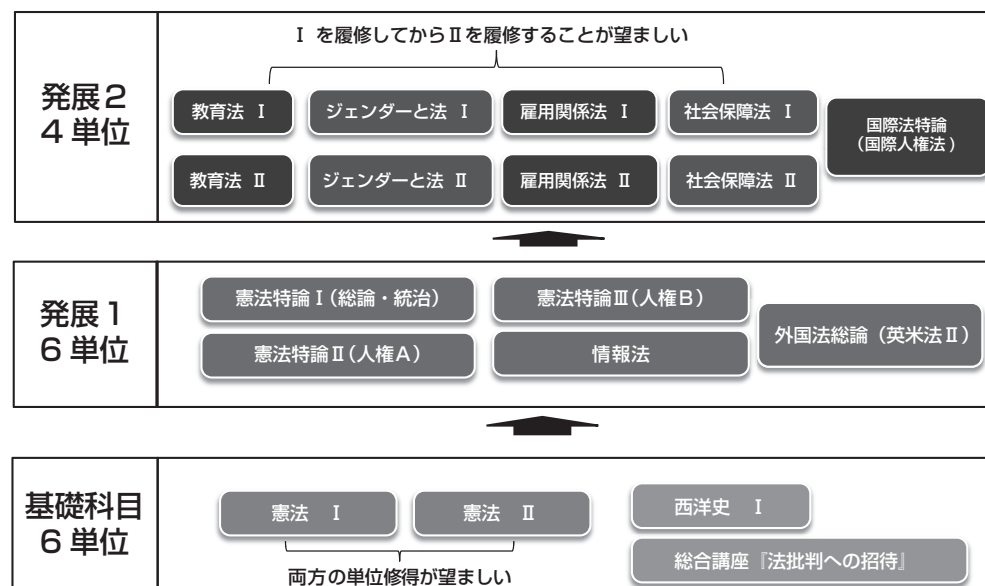 発展2
4単位
Ⅰ を履修してからⅡを履修することが望ましい
教育法 Ⅰ
ジェンダーと法 Ⅰ
雇用関係法 Ⅰ
社会保障法 Ⅰ
国際法特論
(国際人権法)
教育法 Ⅱ
ジェンダーと法 Ⅱ
雇用関係法 Ⅱ
社会保障法 Ⅱ
発展1
6単位
憲法特論Ⅰ(総論・統治)
憲法特論Ⅲ(人権B)
憲法特論Ⅱ(人権A)
情報法
外国法総論(英米法Ⅱ)
基礎科目
6単位
憲法 Ⅰ
憲法 Ⅱ
西洋史 Ⅰ
総合講座『法批判への招待』
両方の単位修得が望ましい